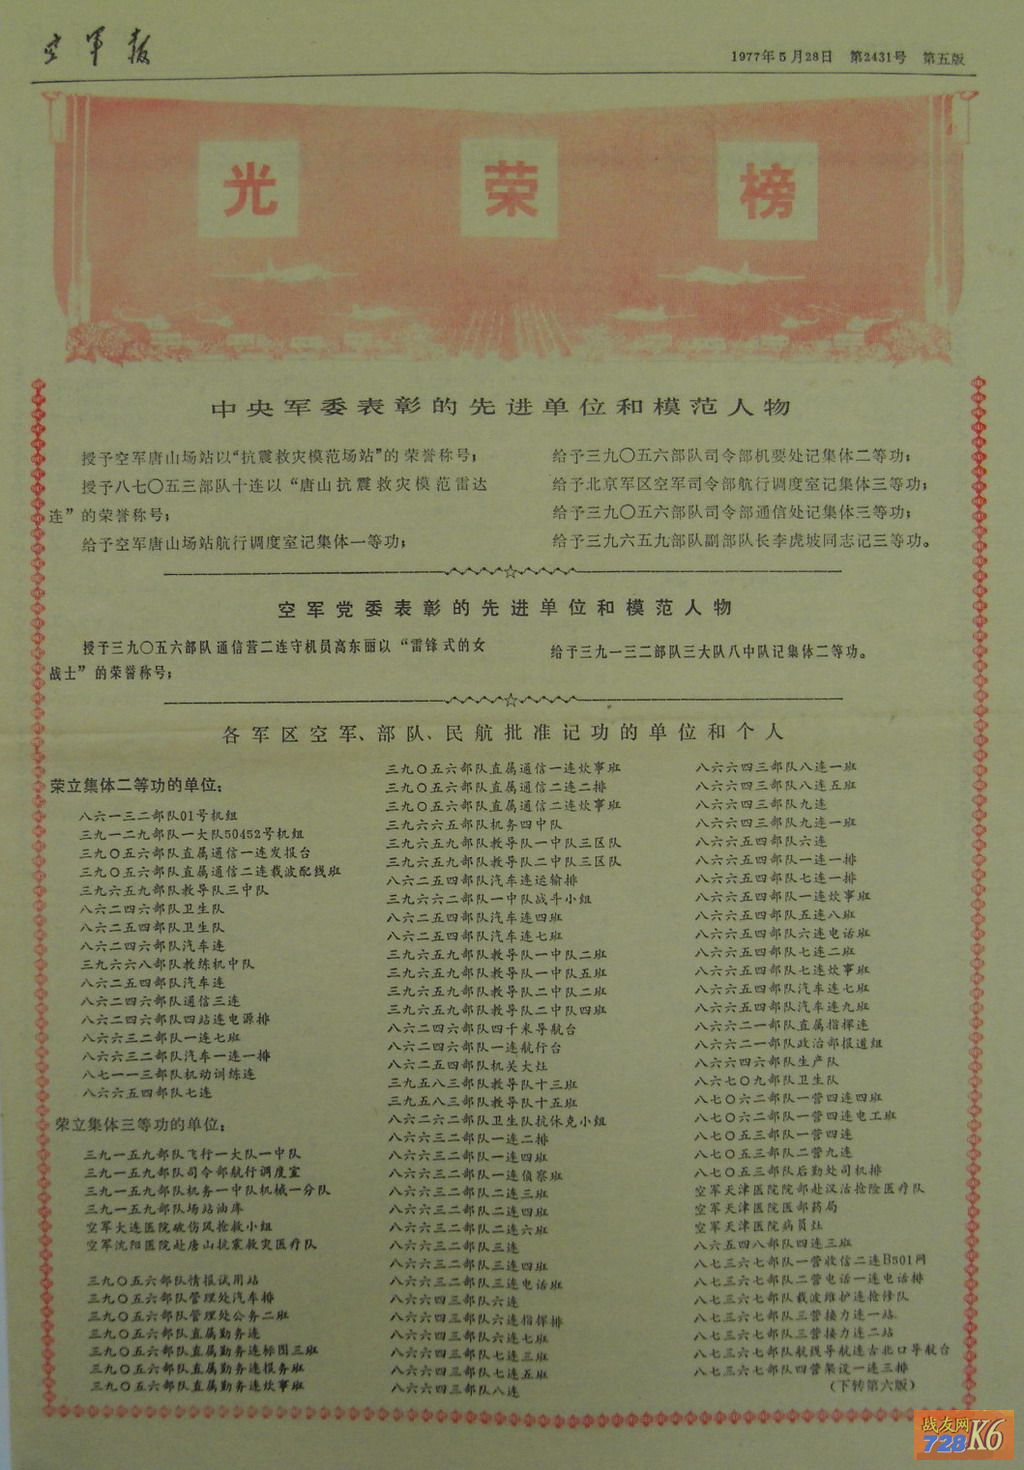 空军报
1977年5月28日 第2431号 第五版
光荣榜
中央军委表彰的先进单位和模范人物
授予空军唐山场站以“抗震救灾模范场站”的荣誉称号；
授予八七〇五三部队十连以“唐山抗震救灾模范雷达
连”的荣誉称号；
给予空军唐山场站航行调度室记集体一等功；
给予三九〇五六部队司令部机要处记集体二等功；
给予北京军区空军司令部航行调度室记集体三等功；
给予三九〇五六部队司令部通信处记集体三等功；
给予三九六五九部队副部队长李虎坡同志记三等功。
空军党委表彰的先进单位和模范人物
授予三九〇五六部队通信营二连守机员高东丽以“雷锋式的女
战士”的荣誉称号；
给予三九一三二部队三大队八中队记集体二等功。
各军区空军、部队、民航批准记功的单位和个人
荣立集体二等功的单位：
八六一三二部队01号机组
三九一二九部队一大队50452号机组
三九〇五六部队直属通信一连发报台
三九〇五六部队直属通信二连载波配线班
三九六五九部队教导队三中队
八六二四六部队卫生队
八六二五四部队卫生队
八六二四六部队汽车连
三九六六八部队教练机中队
八六二五四部队汽车连
八六二四六部队通信三连
八六二四六部队四站连电源排
八六六三二部队一连七班
八六六三二部队汽车一连一排
八七一一三部队机动训练连
八六六五四部队七连
荣立集体三等功的单位：
三九一五九部队飞行一大队一中队
三九一五九部队司令部航行调度室
三九一五九部队机务一中队机械一分队
三九一五九部队场站油库
空军大连医院破伤风抢救小组
空军沈阳医院赴唐山抗震救灾医疗队
三九〇五六部队情报试用站
三九〇五六部队管理处汽车排
三九〇五六部队管理处公务二班
三九〇五六部队直属勤务连
三九〇五六部队直属勤务连标图三班
三九〇五六部队直属勤务连报务班
三九〇五六部队直属勤务连炊事班
三九〇五六部队直属通信一连炊事班
三九〇五六部队直属通信二连二排
三九〇五六部队直属通信二连炊事班
三九六六五部队机务四中队
三九六五九部队教导队一中队三区队
三九六五九部队教导队二中队三区队
八六二五四部队汽车连运输排
三九六六二部队一中队战斗小组
八六二五四部队汽车连四班
八六二五四部队汽车连七班
三九六五九部队教导队一中队二班
三九六五九部队教导队一中队五班
三九六五九部队教导队二中队二班
三九六五九部队教导队二中队四班
八六二四六部队四千米导航台
八六二四六部队一连航行台
八六二五四部队机关大灶
三九五八三部队教导队十三班
三九五八三部队教导队十五班
八六二六二部队卫生队抗休克小组
八六六三二部队一连二排
八六六三二部队一连四班
八六六三二部队一连侦察班
八六六三二部队二连三班
八六六三二部队二连四班
八六六三二部队二连六班
八六六三二部队三连
八六六三二部队三连四班
八六六三二部队三连电话班
八六六四三部队六连
八六六四三部队六连指挥排
八六六四三部队六连七班
八六六四三部队七连三班
八六六四三部队七连五班
八六六四三部队八连
八六六四三部队八连一班
八六六四三部队八连五班
八六六四三部队九连
八六六四三部队九连一班
八六六五四部队六连
八六六五四部队一连一排
八六六五四部队七连一排
八六六五四部队一连炊事班
八六六五四部队五连八班
八六六五四部队六连电话班
八六六五四部队七连二班
八六六五四部队七连炊事班
八六六五四部队汽车连七班
八六六五四部队汽车连九班
八六六二一部队直属指挥连
八六六二一部队政治部报道组
八六六四六部队生产队
八六七〇九部队卫生队
八七〇六二部队一营四连四班
八七〇六二部队一营四连电工班
八七〇五三部队一营四连
八七〇五三部队二营九连
八七〇五三部队后勤处司机排
空军天津医院院部赴汉沽抢险医疗队
空军天津医院医部药局
空军天津医院病员灶
八六五四八部队四连三班
八七三六七部队一营收信二连B501网
八七三六七部队二营电话一连电话排
八七三六七部队载波维护连抢修队
八七三六七部队三营接力连一站
八七三六七部队三营接力连二站
八七三六七部队航线导航连古北口导航台
八七三六七部队四营架设一连三排
（下转第六版）
战友网
728K6